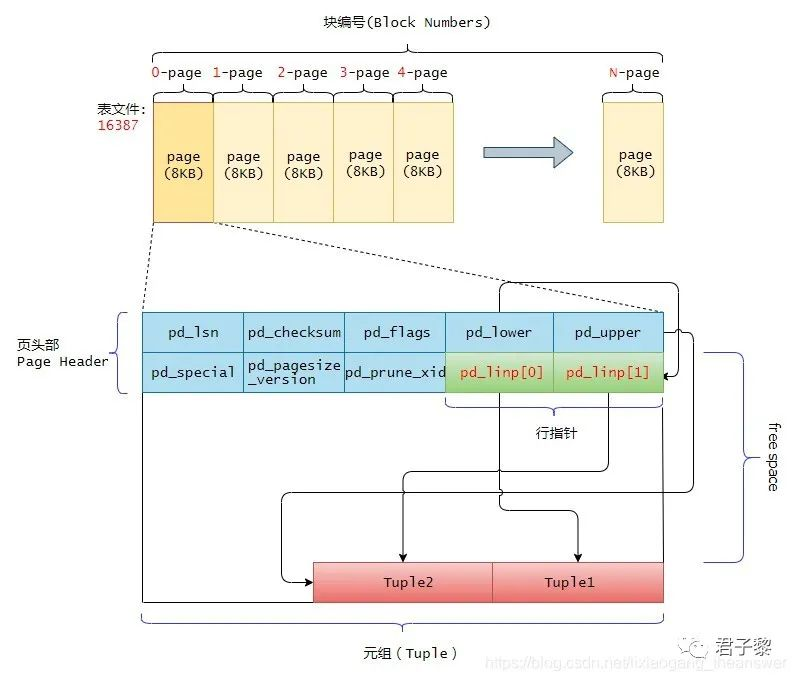 块编号(Block Numbers)
0-page 1-page 2-page 3-page 4-page N-page
表文件:
16387
page
(8KB)
page
(8KB)
page
(8KB)
page
(8KB)
page
(8KB)
page
(8KB)
页头部
Page Header
pd_lsn pd_checksum pd_flags pd_lower pd_upper
pd_special pd_pagesize
_version pd_prune_xid pd_linp[0] pd_linp[1]
行指针
free space
Tuple2 Tuple1
元组（Tuple）
君子黎
https://blog.csdn.net/lixiaogang_theanswer